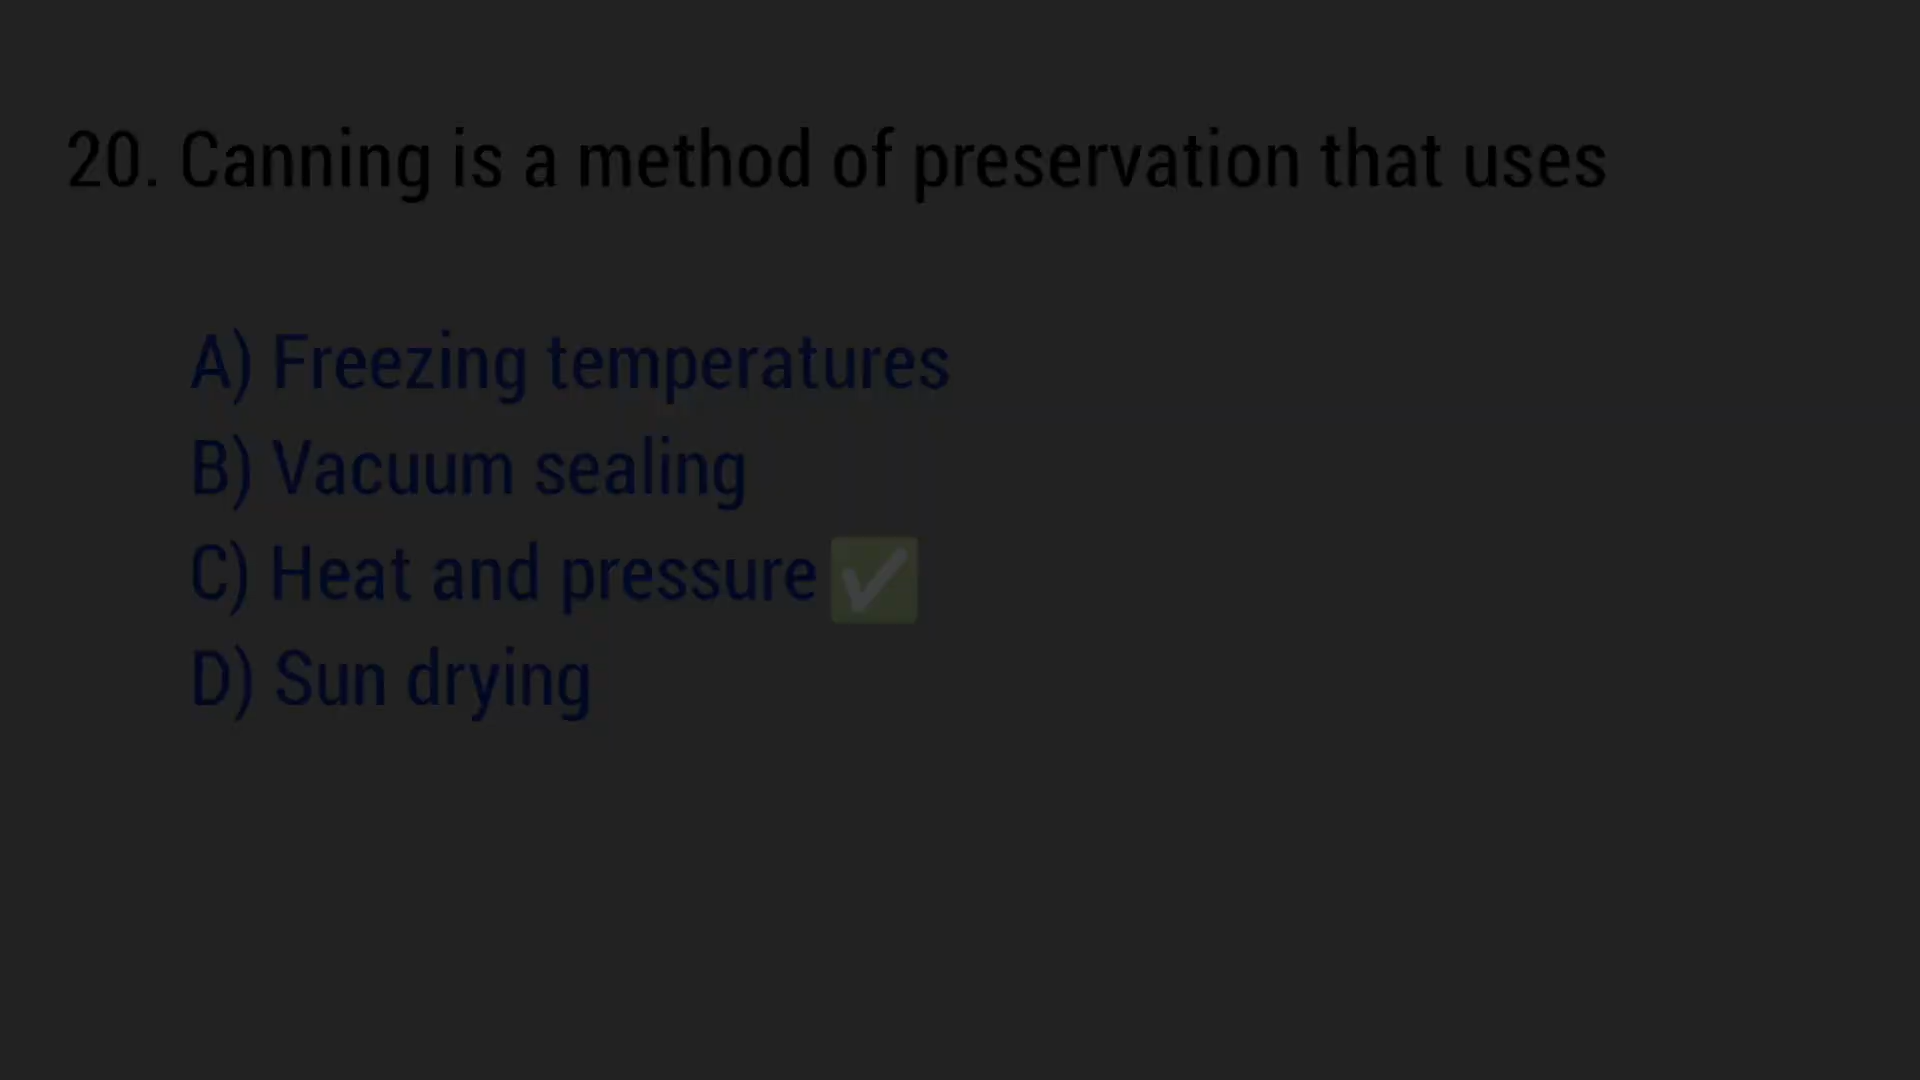 20. Canning is a method of preservation that uses
A) Freezing temperatures
B) Vacuum sealing
C) Heat and pressure ✅
D) Sun drying